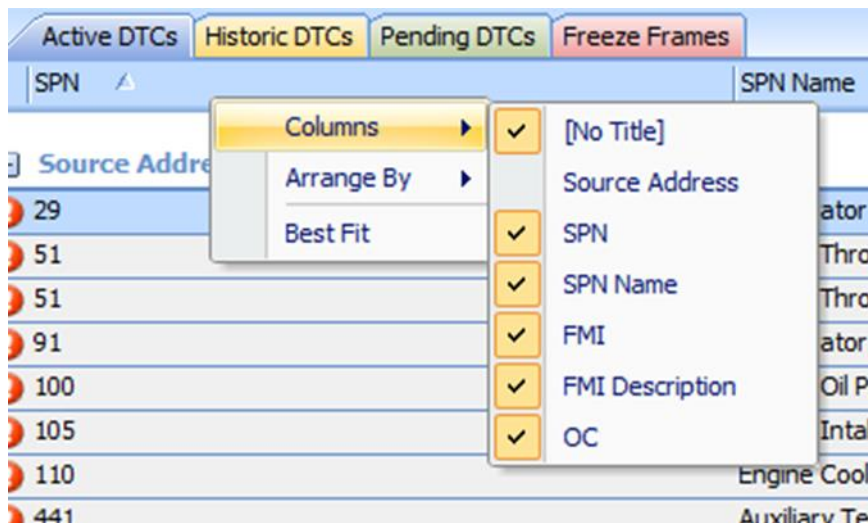 Active DTCs Historic DTCs Pending DTCs Freeze Frames
SPN SPN Name
Columns [No Title]
Source Addre
Arrange By Source Address
29 ator
Best Fit SPN
51 Thro
SPN Name
51 Thro
FMI
91 ator
FMI Description
100 Oil P
105 Inta
OC
110 Engine Cool
441 Auxiliary Te